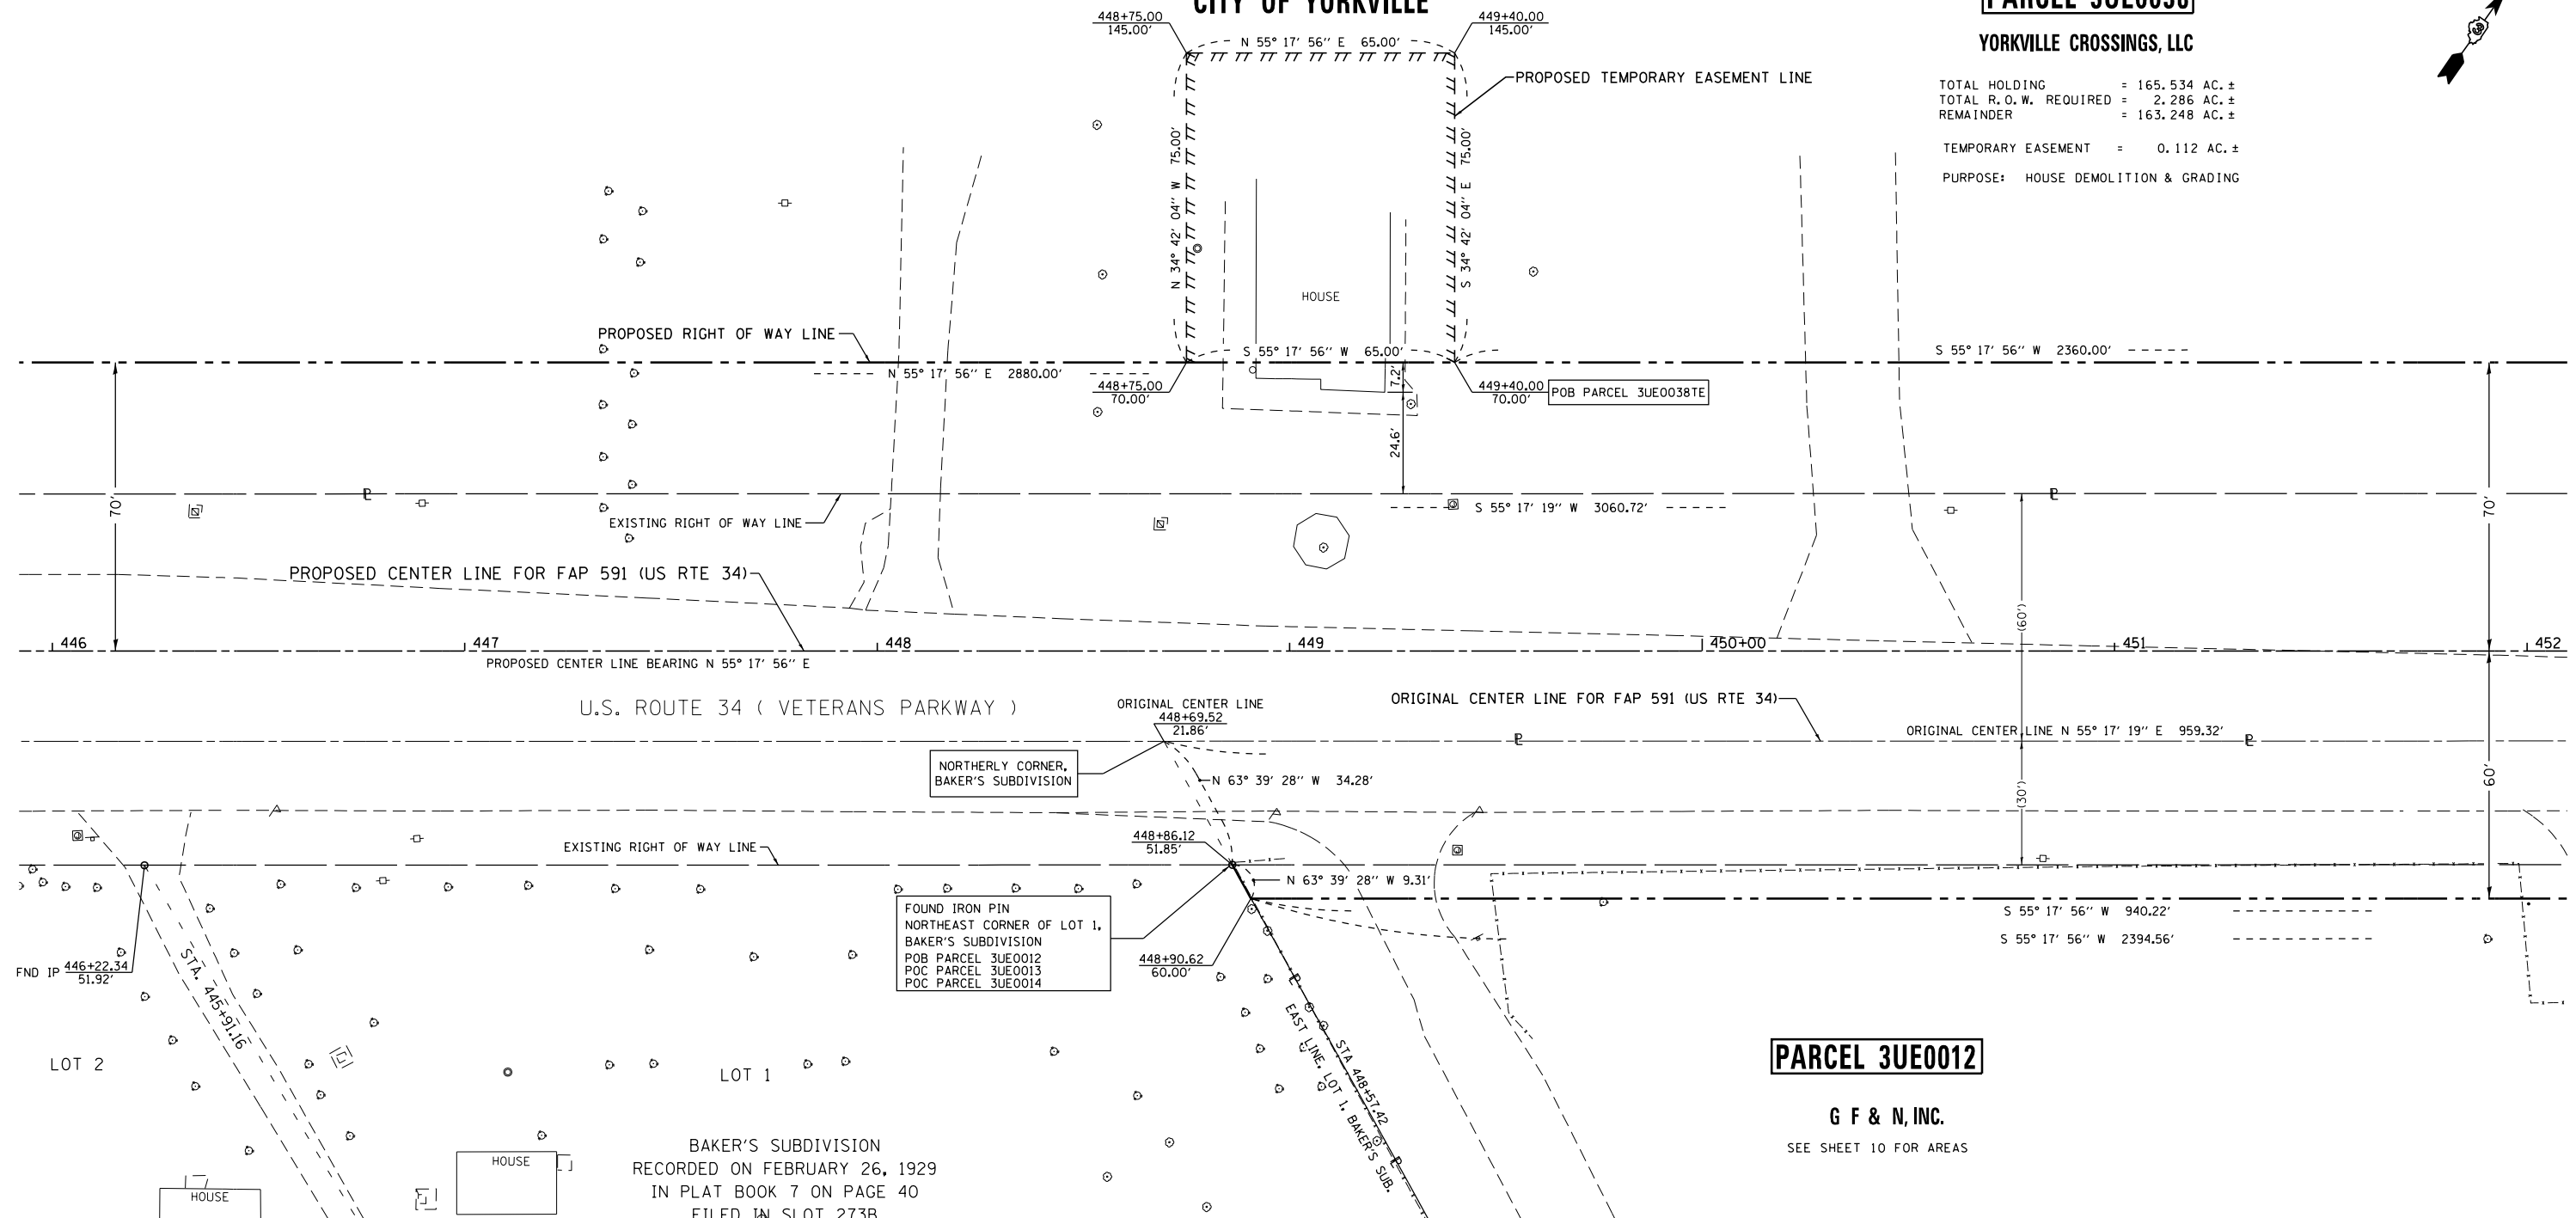 CITY OF YORKVILLE
448+75.00
145.00'
449+40.00
145.00'
N 55° 17' 56" E 65.00'
PROPOSED TEMPORARY EASEMENT LINE
YORKVILLE CROSSINGS, LLC
TOTAL HOLDING = 165.534 AC.±
TOTAL R.O.W. REQUIRED = 2.286 AC.±
REMAINDER = 163.248 AC.±
TEMPORARY EASEMENT = 0.112 AC.±
PURPOSE: HOUSE DEMOLITION & GRADING
N 34° 42' 04" W 75.00'
S 34° 42' 04" E 75.00'
HOUSE
PROPOSED RIGHT OF WAY LINE
S 55° 17' 56" W 65.00'
S 55° 17' 56" W 2360.00'
N 55° 17' 56" E 2880.00'
448+75.00
70.00'
7.2'
449+40.00
70.00'
POB PARCEL 3UE0038TE
24.6'
70'
70'
EXISTING RIGHT OF WAY LINE
S 55° 17' 19" W 3060.72'
PROPOSED CENTER LINE FOR FAP 591 (US RTE 34)
(60')
446
447
448
449
450+00
451
452
PROPOSED CENTER LINE BEARING N 55° 17' 56" E
U.S. ROUTE 34 ( VETERANS PARKWAY )
ORIGINAL CENTER LINE
448+69.52
21.86'
ORIGINAL CENTER LINE FOR FAP 591 (US RTE 34)
ORIGINAL CENTER LINE N 55° 17' 19" E 959.32'
NORTHERLY CORNER,
BAKER'S SUBDIVISION
N 63° 39' 28" W 34.28'
(30')
60'
448+86.12
51.85'
EXISTING RIGHT OF WAY LINE
N 63° 39' 28" W 9.31'
FOUND IRON PIN
NORTHEAST CORNER OF LOT 1,
BAKER'S SUBDIVISION
POB PARCEL 3UE0012
POC PARCEL 3UE0013
POC PARCEL 3UE0014
S 55° 17' 56" W 940.22'
S 55° 17' 56" W 2394.56'
448+90.62
60.00'
FND IP 446+22.34
51.92'
STA. 445+91.16
EAST LINE, LOT 1, BAKER'S SUB.
STA 448+57.42
LOT 2
LOT 1
PARCEL 3UE0012
G F & N, INC.
SEE SHEET 10 FOR AREAS
BAKER'S SUBDIVISION
RECORDED ON FEBRUARY 26, 1929
IN PLAT BOOK 7 ON PAGE 40
FILED IN SLOT 273B
HOUSE
HOUSE